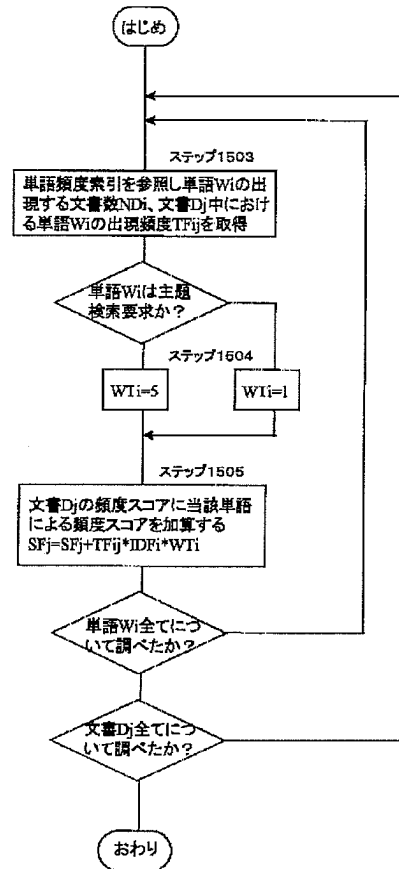 はじめ
ステップ1503
単語頻度索引を参照し単語Wiの出
現する文書数NDi、文書Dj中におけ
る単語Wiの出現頻度TFijを取得
単語Wiは主題
検索要求か？
ステップ1504
WTi=5
WTi=1
ステップ1505
文書Djの頻度スコアに当該単語
による頻度スコアを加算する
SFj=SFj+TFij*IDFi*WTi
単語Wi全てにつ
いて調べたか？
文書Dj全てにつ
いて調べたか？
おわり